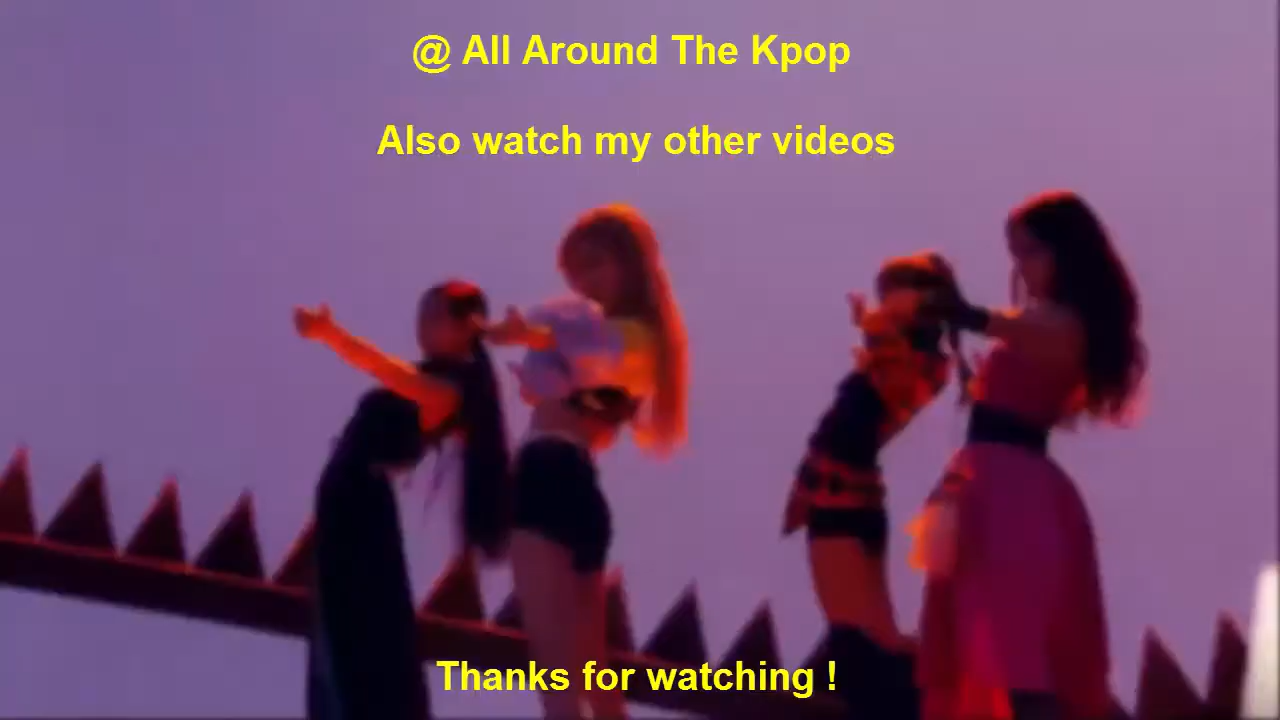 @ All Around The Kpop
Also watch my other videos
Thanks for watching !